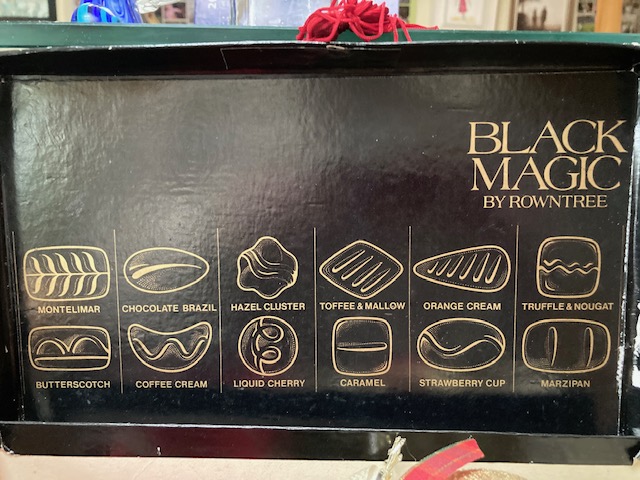 BLACK
MAGIC
BY ROWNTREE
MONTELIMAR
CHOCOLATE BRAZIL
HAZEL CLUSTER
TOFFEE & MALLOW
ORANGE CREAM
TRUFFLE & NOUGAT
BUTTERSCOTCH
COFFEE CREAM
LIQUID CHERRY
CARAMEL
STRAWBERRY CUP
MARZIPAN